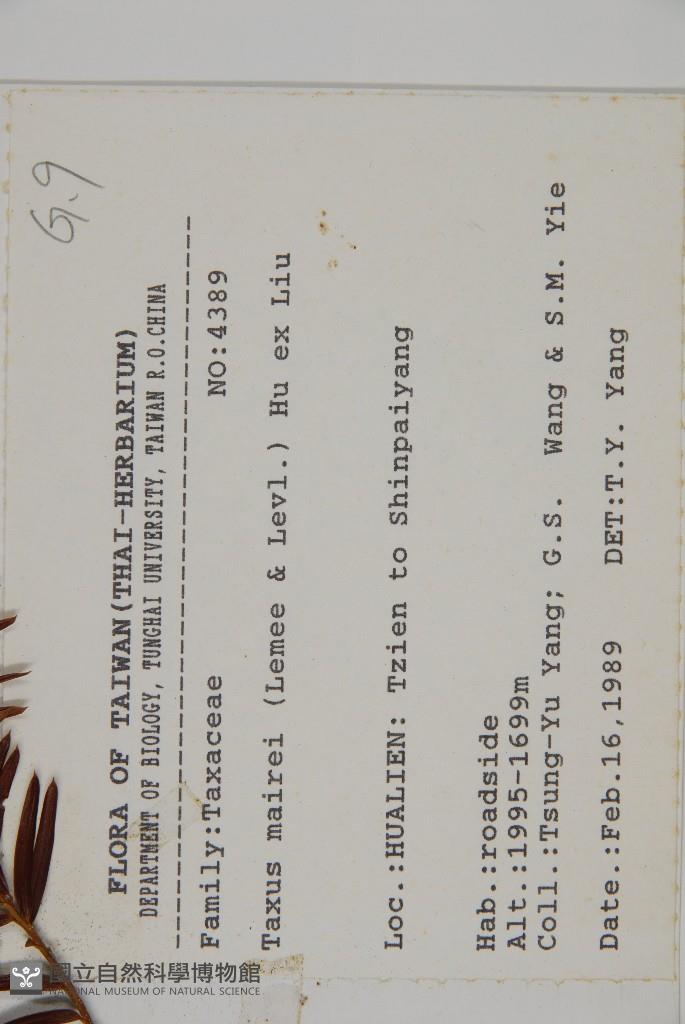 G.9
FLORA OF TAIWAN(THAI-HERBARIUM)
DEPARTMENT OF BIOLOGY, TUNGHAI UNIVERSITY, TAIWAN R.O.CHINA
Family:Taxaceae NO:4389
Taxus mairei (Lemee & Levl.) Hu ex Liu
Loc.:HUALIEN: Tzien to Shinpaiyang
Hab.:roadside
Alt.:1995-1699m
Coll.:Tsung-Yu Yang; G.S. Wang & S.M. Yie
Date.:Feb.16,1989 DET:T.Y. Yang
國立自然科學博物館
NATIONAL MUSEUM OF NATURAL SCIENCE